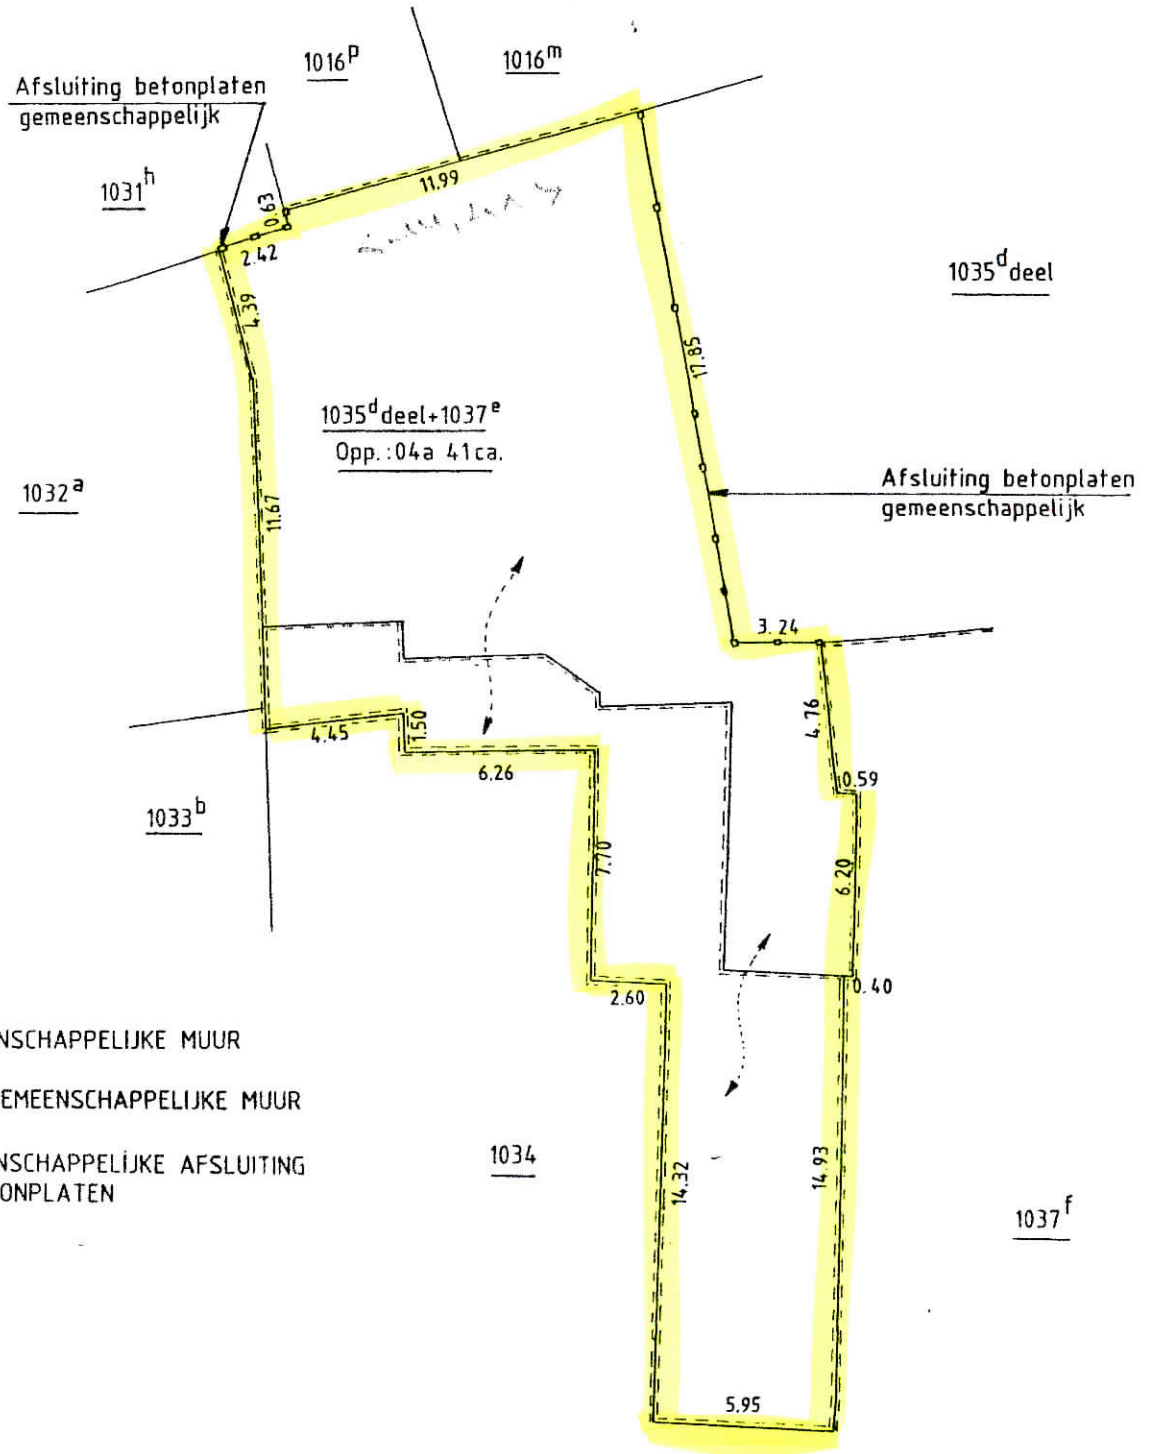 1016p
1016m
Afsluiting betonplaten
gemeenschappelijk
1031h
0.63
11.99
2.42
4.39
1035d deel
17.85
1035d deel+1037e
Opp.:04a 41ca.
1032a
11.67
Afsluiting betonplaten
gemeenschappelijk
3.24
4.76
4.45
1.50
6.26
0.59
1033b
7.70
6.20
2.60
0.40
NSCHAPPELIJKE MUUR
EMEENSCHAPPELIJKE MUUR
NSCHAPPELIJKE AFSLUITING
ONPLATEN
1034
14.32
14.93
1037f
5.95